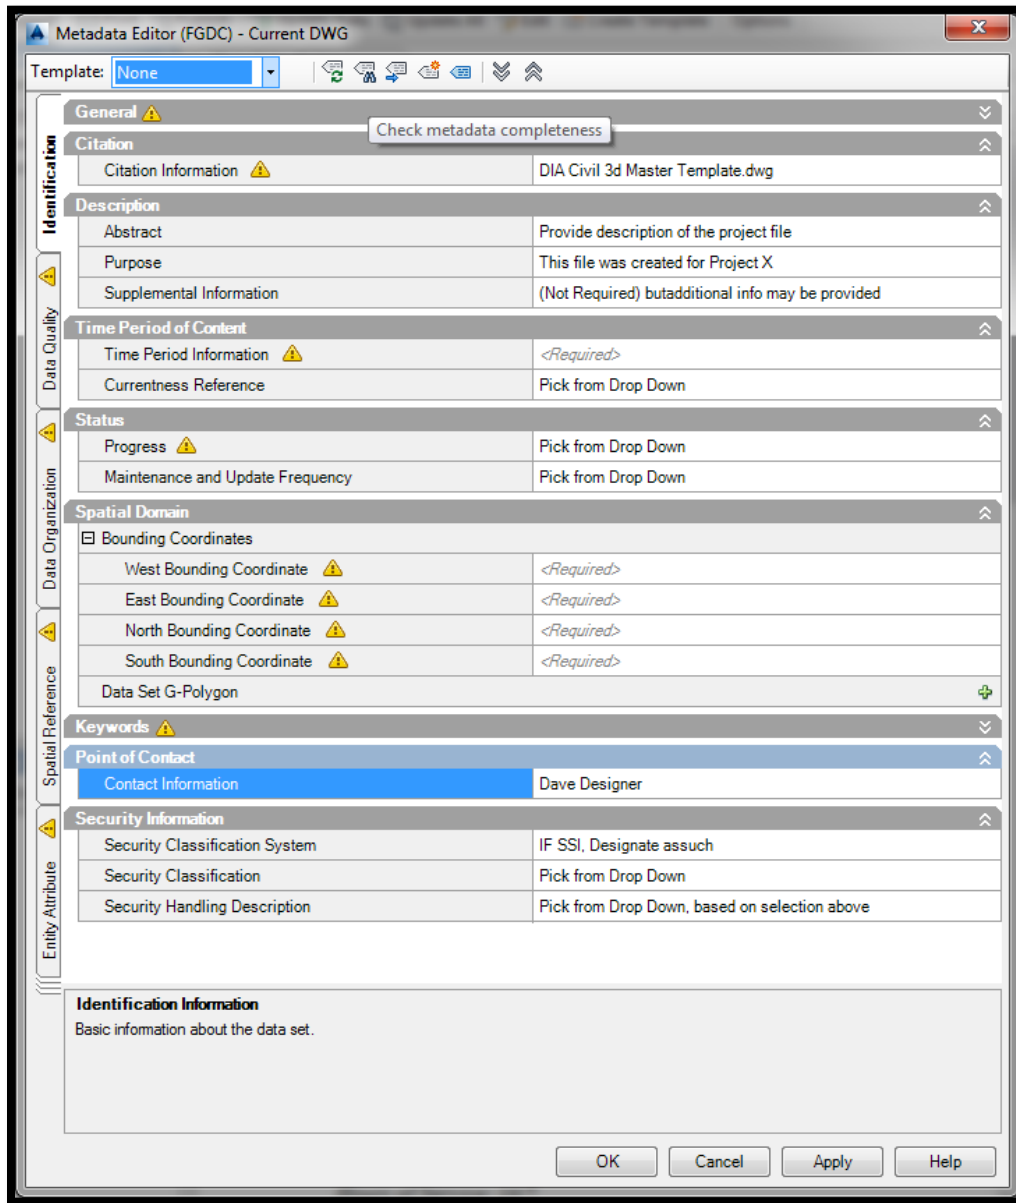 Metadata Editor (FGDC) - Current DWG
Template: None
General
Check metadata completeness
Citation
Citation Information DIA Civil 3d Master Template.dwg
Description
Abstract Provide description of the project file
Purpose This file was created for Project X
Supplemental Information (Not Required) butadditional info may be provided
Time Period of Content
Time Period Information <Required>
Currentness Reference Pick from Drop Down
Status
Progress Pick from Drop Down
Maintenance and Update Frequency Pick from Drop Down
Spatial Domain
Bounding Coordinates
West Bounding Coordinate <Required>
East Bounding Coordinate <Required>
North Bounding Coordinate <Required>
South Bounding Coordinate <Required>
Data Set G-Polygon
Keywords
Point of Contact
Contact Information Dave Designer
Security Information
Security Classification System IF SSI, Designate assuch
Security Classification Pick from Drop Down
Security Handling Description Pick from Drop Down, based on selection above
Identification
Data Quality
Data Organization
Spatial Reference
Entity Attribute
Identification Information
Basic information about the data set.
OK Cancel Apply Help